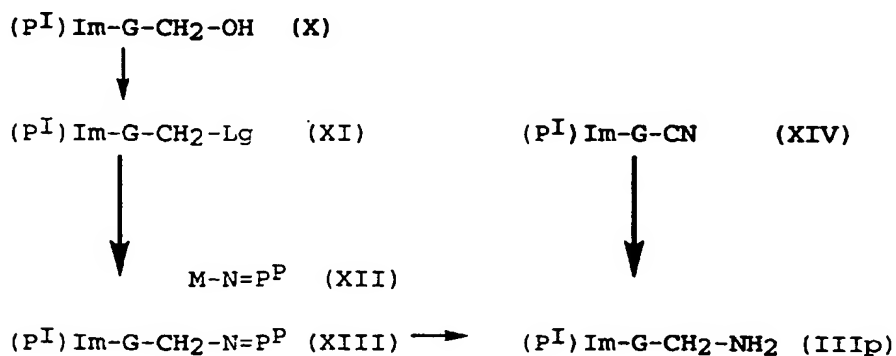 (P^I)Im-G-CH2-OH (X)
(P^I)Im-G-CH2-Lg (XI) (P^I)Im-G-CN (XIV)
M-N=P^P (XII)
(P^I)Im-G-CH2-N=P^P (XIII) (P^I)Im-G-CH2-NH2 (IIIp)